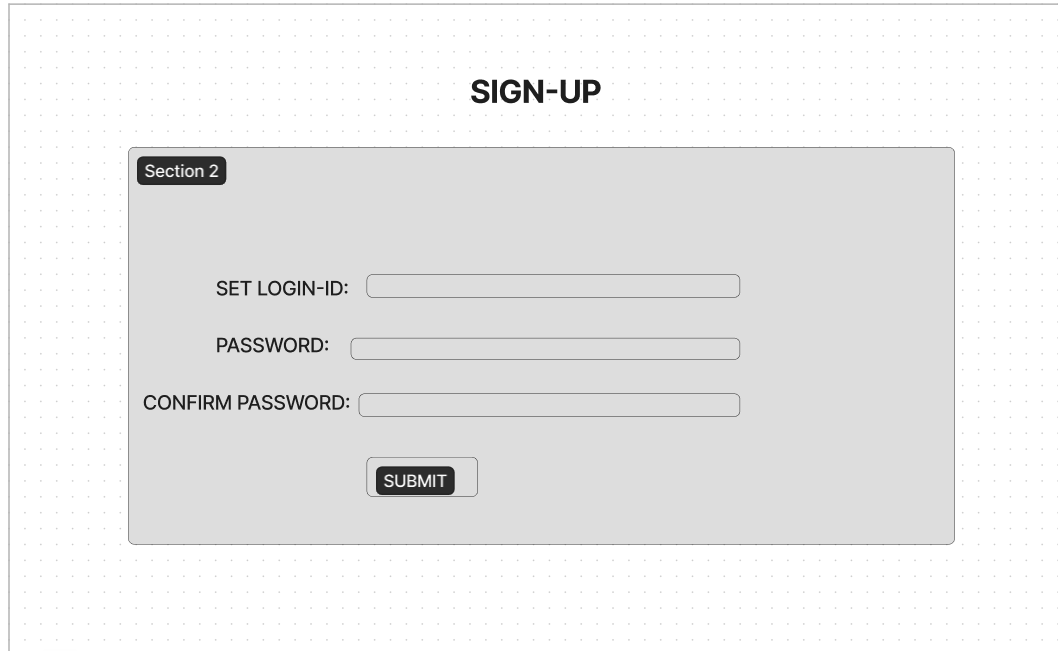 SIGN-UP
Section 2
SET LOGIN-ID:
PASSWORD:
CONFIRM PASSWORD:
SUBMIT